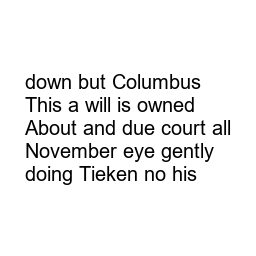 down but Columbus
This a will is owned
About and due court all
November eye gently
doing Tieken no his